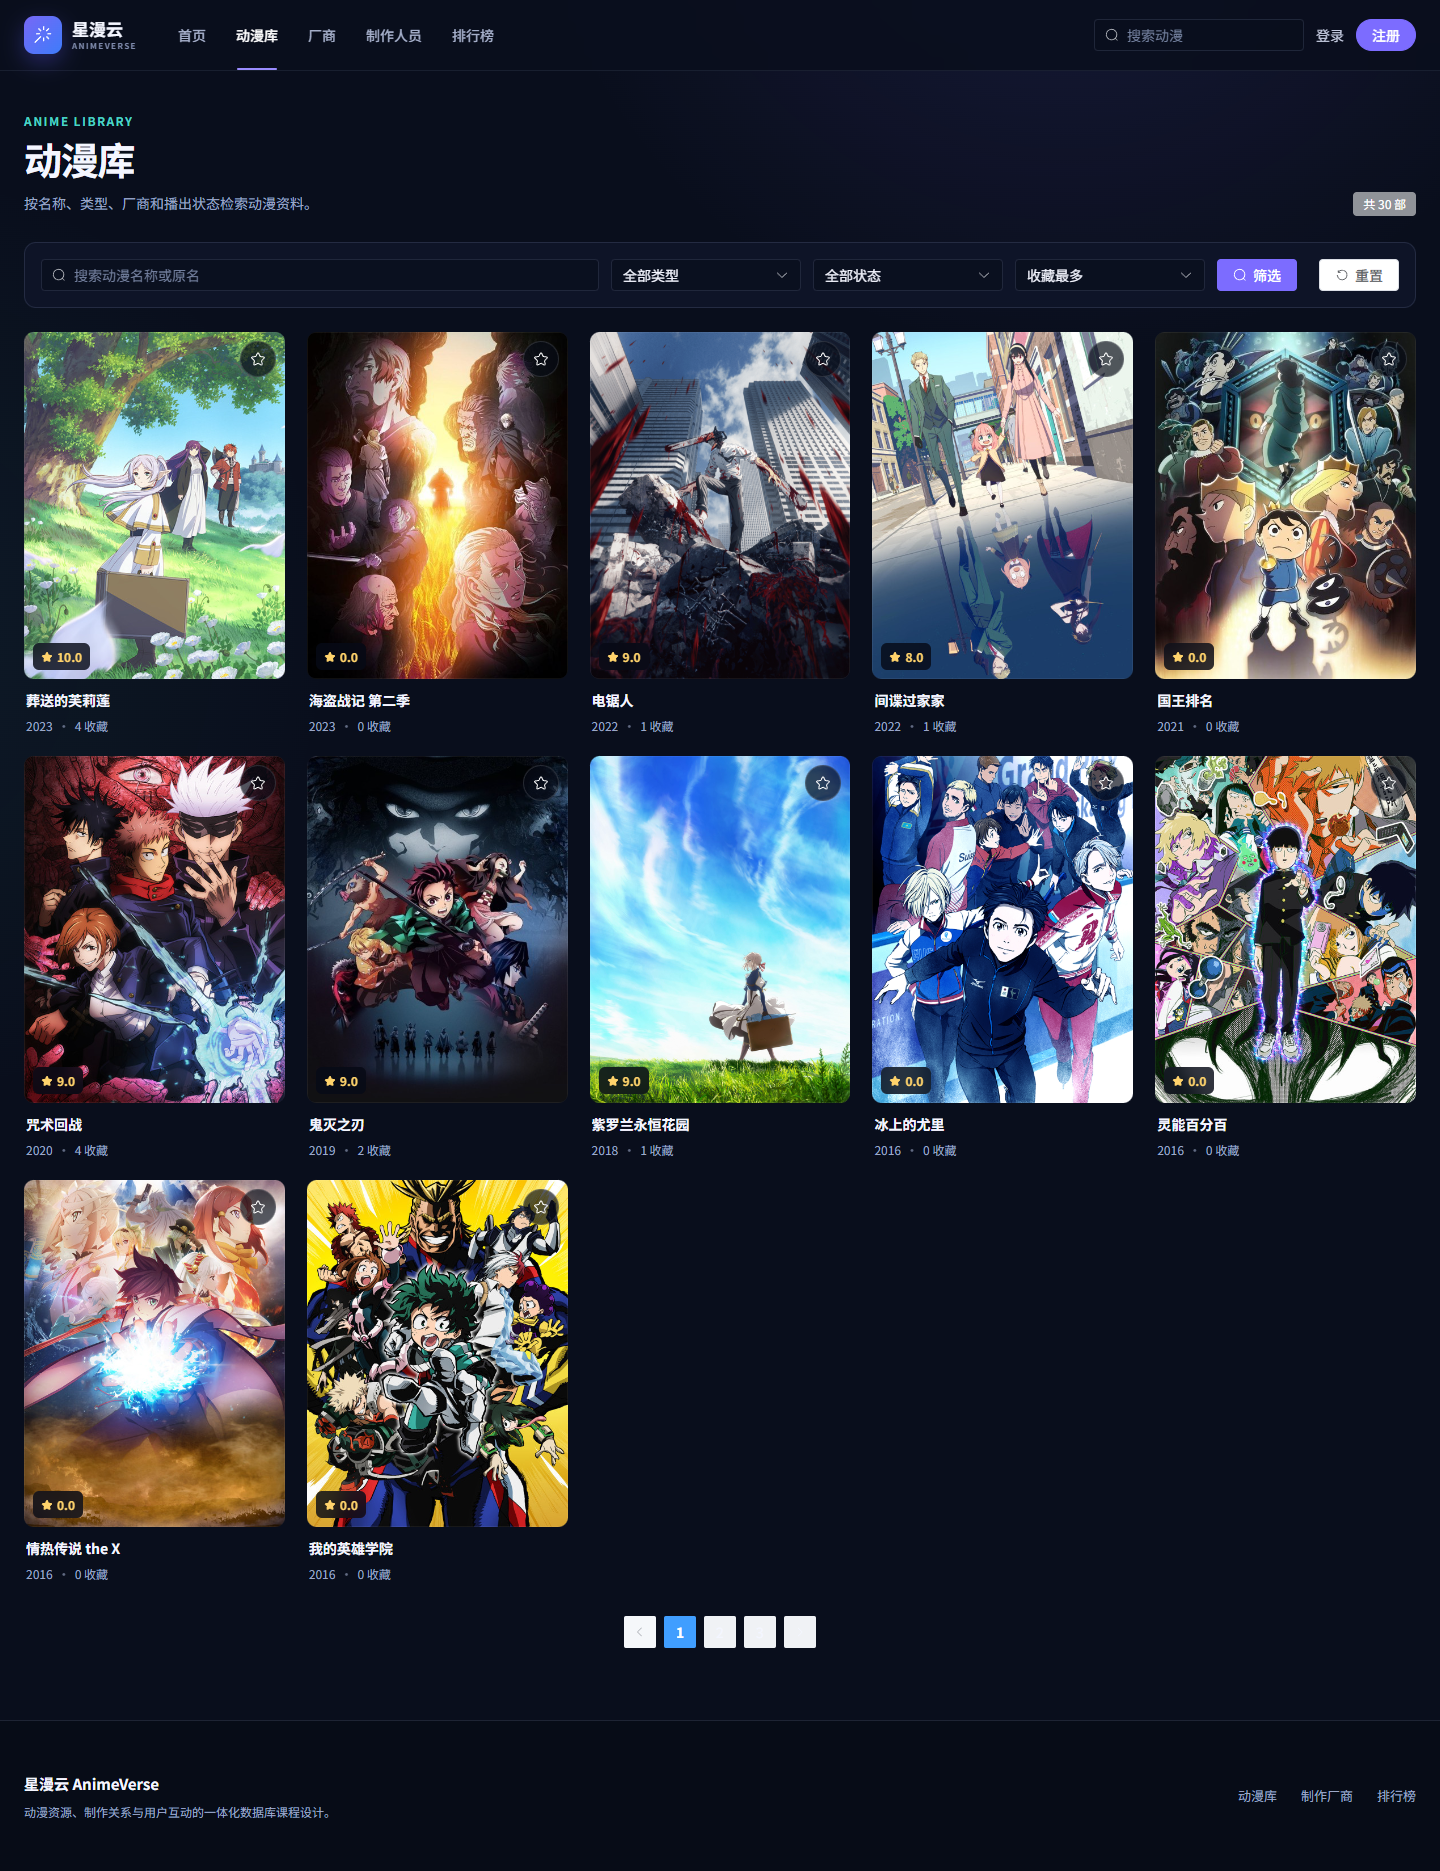 星漫云
ANIMEVERSE
首页
动漫库
厂商
制作人员
排行榜
搜索动漫
登录
注册
ANIME LIBRARY
动漫库
按名称、类型、厂商和播出状态检索动漫资料。
共 30 部
搜索动漫名称或原名
全部类型
全部状态
收藏最多
筛选
重置
10.0
0.0
9.0
8.0
0.0
葬送的芙莉莲
海盗战记 第二季
电锯人
间谍过家家
国王排名
2023 • 4 收藏
2023 • 0 收藏
2022 • 1 收藏
2022 • 1 收藏
2021 • 0 收藏
9.0
9.0
9.0
0.0
0.0
咒术回战
鬼灭之刃
紫罗兰永恒花园
冰上的尤里
灵能百分百
2020 • 4 收藏
2019 • 2 收藏
2018 • 1 收藏
2016 • 0 收藏
2016 • 0 收藏
0.0
0.0
情热传说 the X
我的英雄学院
2016 • 0 收藏
2016 • 0 收藏
1
星漫云 AnimeVerse
动漫资源、制作关系与用户互动的一体化数据库课程设计。
动漫库
制作厂商
排行榜